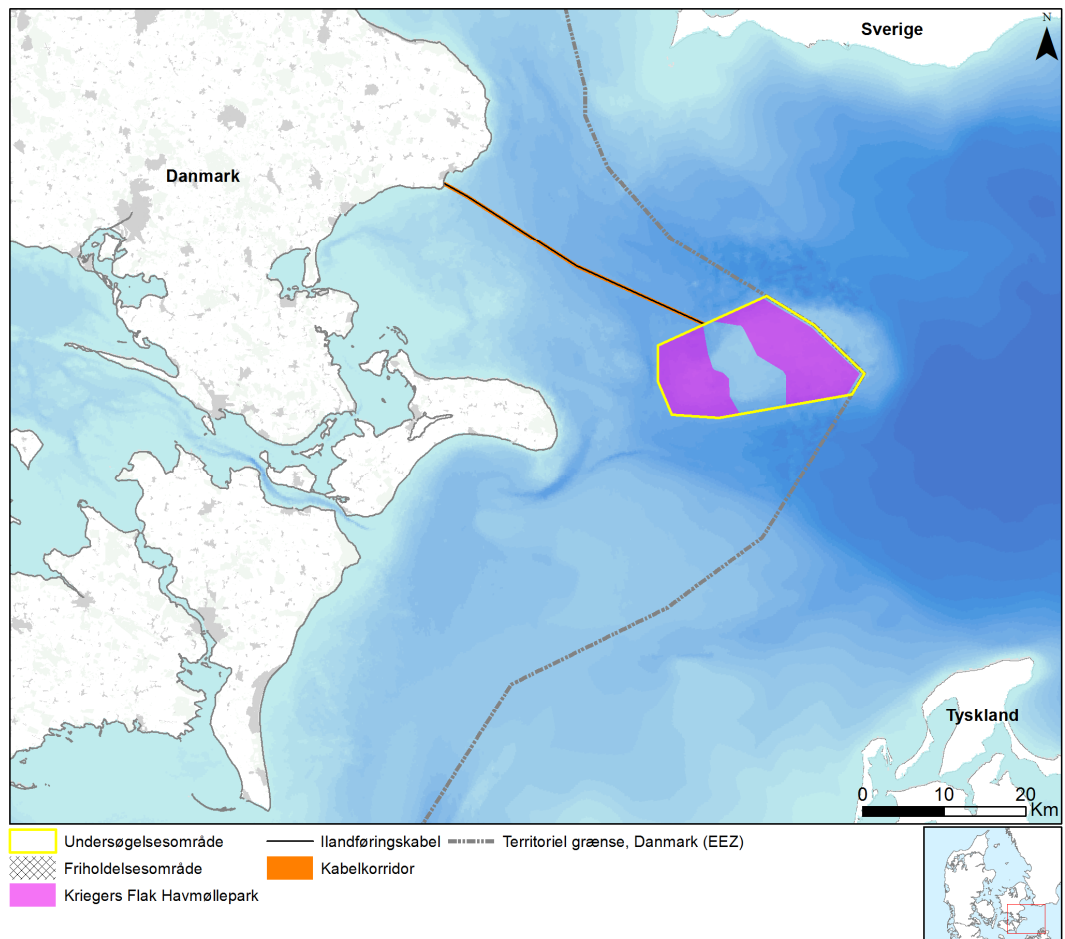 Sverige
N
Danmark
Tyskland
0 10 20
Km
Undersøgelsesområde
Ilandføringskabel
Territoriel grænse, Danmark (EEZ)
Friholdelsesområde
Kabelkorridor
Kriegers Flak Havmøllepark